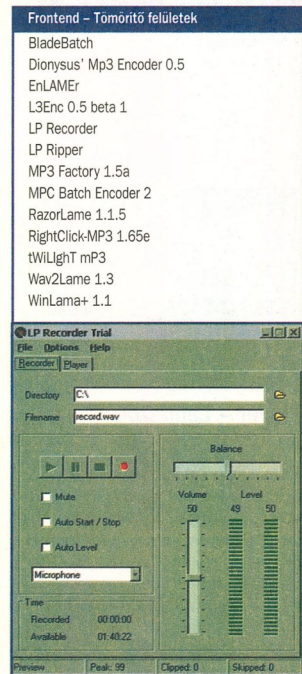 Frontend – Tömörítő felületek
BladeBatch
Dionysus' Mp3 Encoder 0.5
EnLAMEr
L3Enc 0.5 beta 1
LP Recorder
LP Ripper
MP3 Factory 1.5a
MPC Batch Encoder 2
RazorLame 1.1.5
RightClick-MP3 1.65e
tWiLIghT mP3
Wav2Lame 1.3
WinLama+ 1.1
LP Recorder Trial
File Options Help
Recorder Player
Directory C:\
Filename record.wav
Balance
Mute
Volume Level
50 49 50
Auto Start / Stop
Auto Level
Microphone
Time
Recorded 00:00:00
Available 01:40:22
Preview Peak: 99 Clipped: 0 Skipped: 0